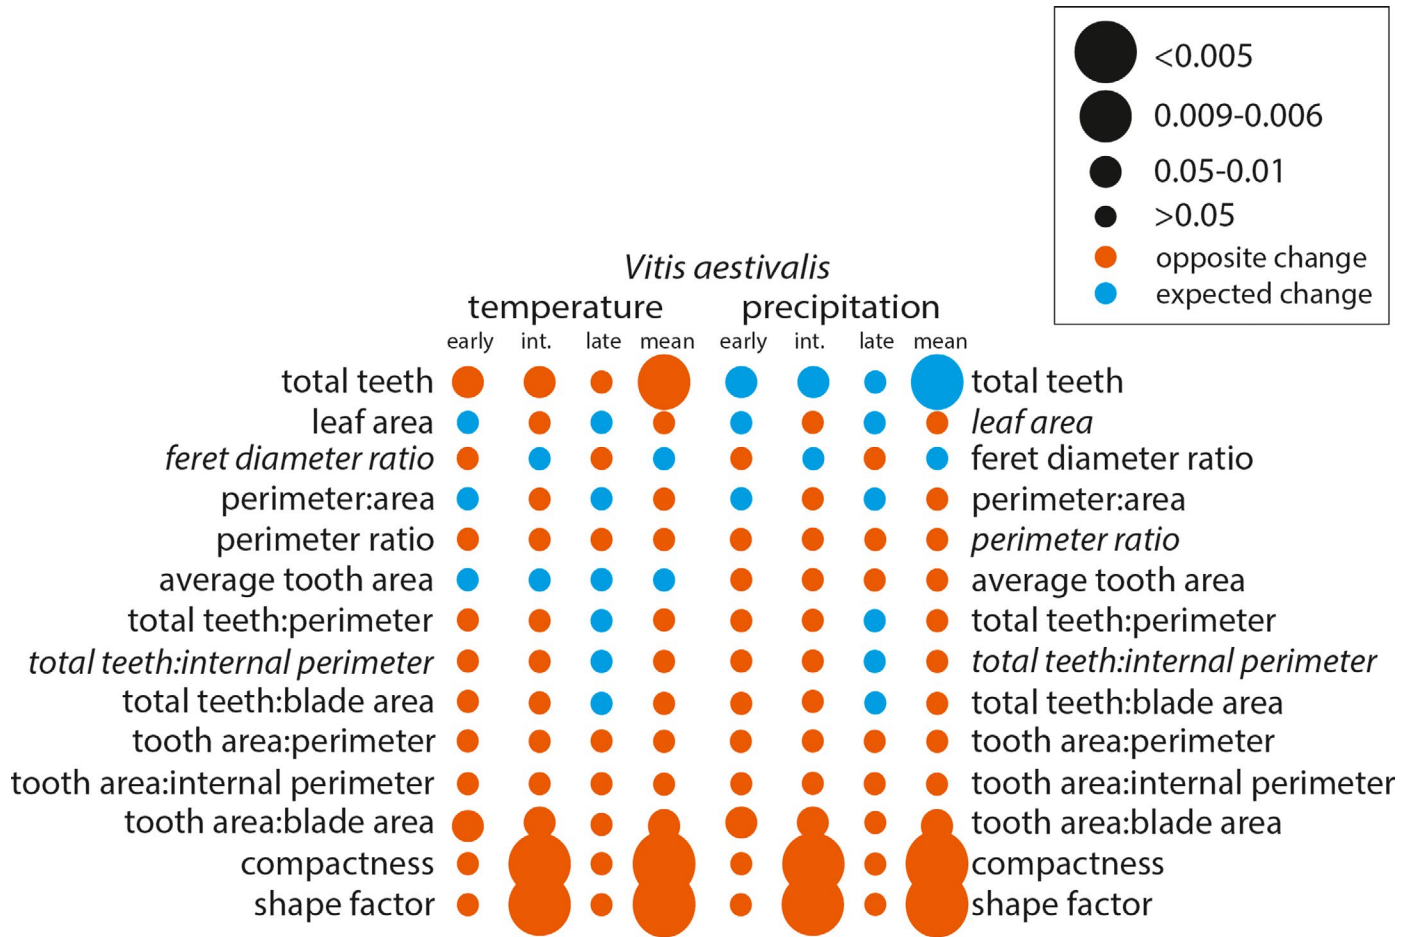 <0.005
0.009-0.006
0.05-0.01
>0.05
opposite change
expected change
Vitis aestivalis
temperature precipitation
early int. late mean early int. late mean
total teeth total teeth
leaf area leaf area
feret diameter ratio feret diameter ratio
perimeter:area perimeter:area
perimeter ratio perimeter ratio
average tooth area average tooth area
total teeth:perimeter total teeth:perimeter
total teeth:internal perimeter total teeth:internal perimeter
total teeth:blade area total teeth:blade area
tooth area:perimeter tooth area:perimeter
tooth area:internal perimeter tooth area:internal perimeter
tooth area:blade area tooth area:blade area
compactness compactness
shape factor shape factor